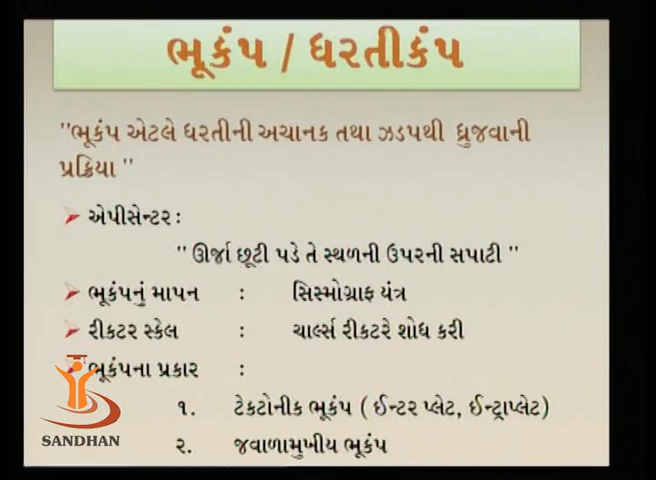 ભૂકંપ / ધરતીકંપ
"ભૂકંપ એટલે ધરતીની અચાનક તથા ઝડપથી ધ્રુજવાની
પ્રક્રિયા "
એપીસેન્ટર :
" ઊર્જા છૂટી પડે તે સ્થળની ઉપરની સપાટી "
ભૂકંપનું માપન : સિસ્મોગ્રાફ યંત્ર
રીકટર સ્કેલ : ચાર્લ્સ રીકટરે શોધ કરી
ભૂકંપના પ્રકાર :
૧. ટેકટોનીક ભૂકંપ ( ઈન્ટર પ્લેટ, ઈન્ટ્રાપ્લેટ)
SANDHAN
૨. જવાળામુખીય ભૂકંપ